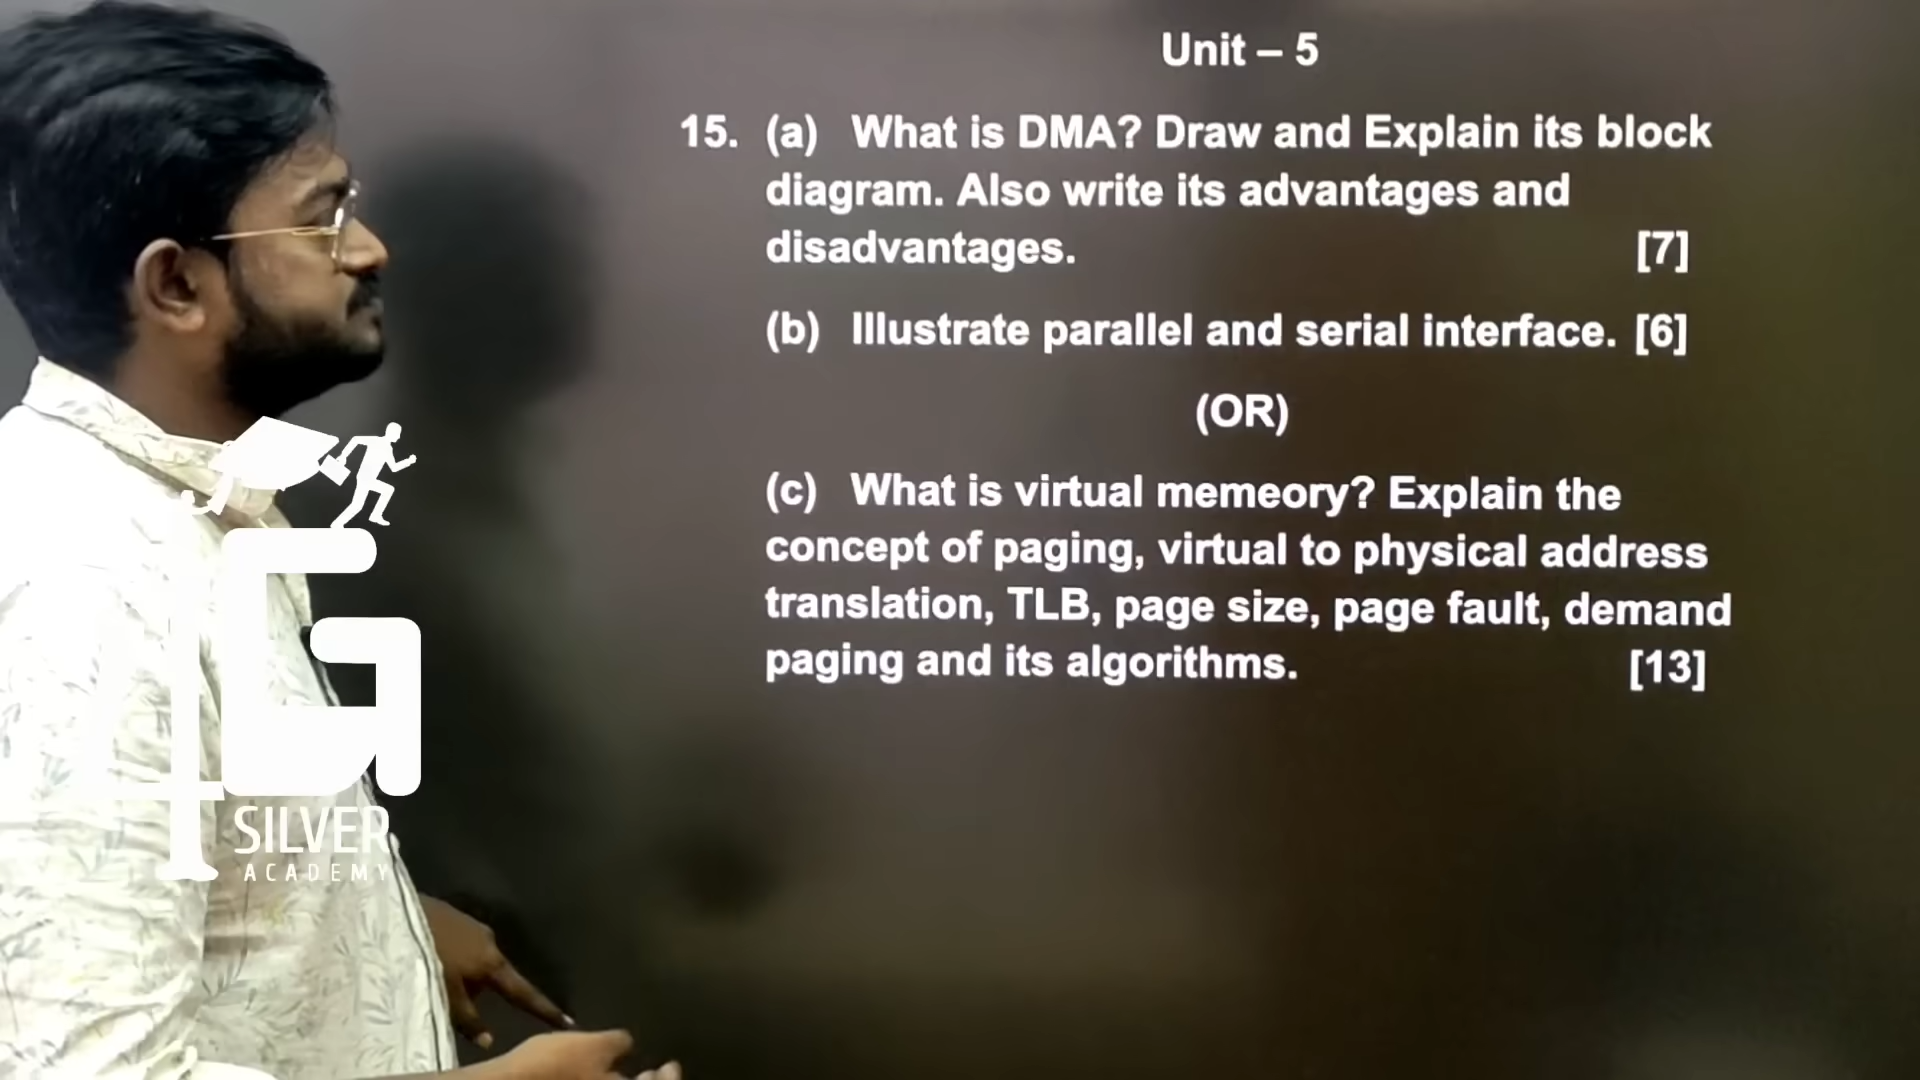 Unit – 5
15. (a) What is DMA? Draw and Explain its block
diagram. Also write its advantages and
disadvantages. [7]
(b) Illustrate parallel and serial interface. [6]
(OR)
(c) What is virtual memeory? Explain the
concept of paging, virtual to physical address
translation, TLB, page size, page fault, demand
paging and its algorithms. [13]
4G
SILVER
ACADEMY